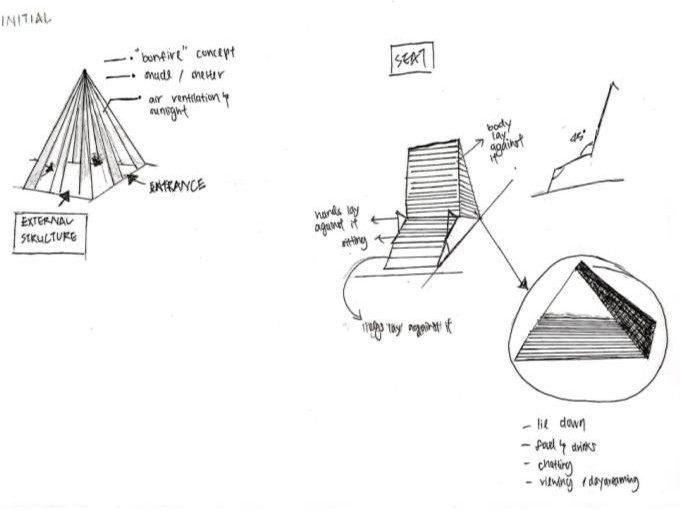 INITIAL
"bonfire" concept
shade / shelter
air ventilation &
sunlight
ENTRANCE
EXTERNAL
STRUCTURE
SEAT
body
lay
against
it
45°
hands lay
against it
sitting
legs lay against it
- lie down
- food & drinks
- chatting
- viewing & daydreaming